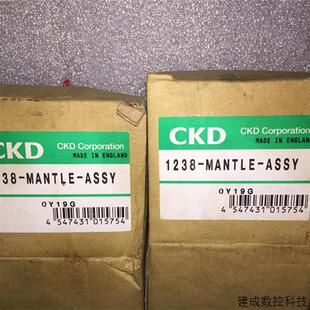 CKD
CKD Corporation
MADE IN ENGLAND
38-MANTLE-ASSY
0Y19G
4 547431 015754
CKD
CKD Corporation
MADE IN ENGLAND
1238-MANTLE-ASSY
0Y19G
4 547431 015754
建成数控科技